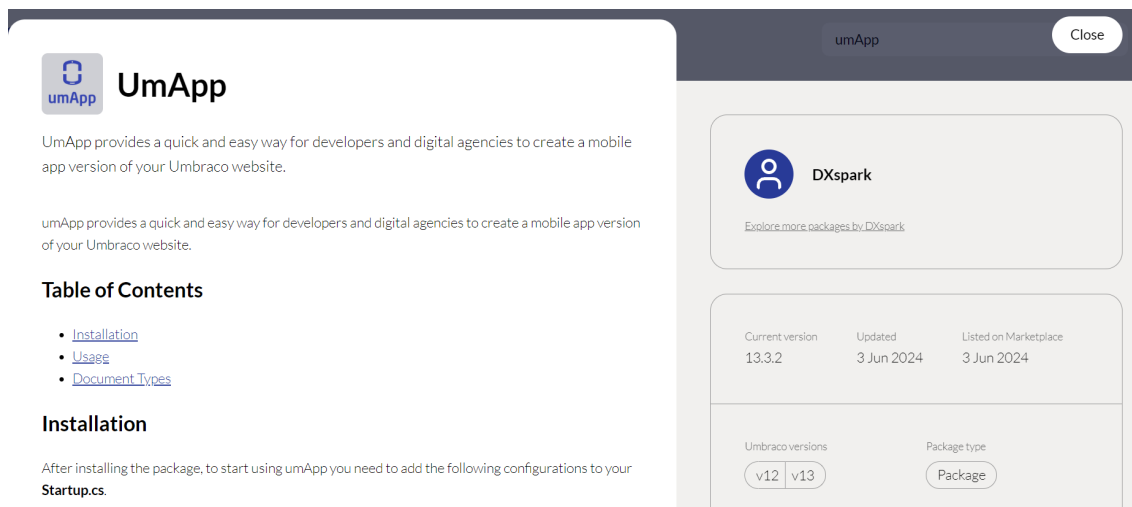 umApp
Close
umApp
UmApp
UmApp provides a quick and easy way for developers and digital agencies to create a mobile
app version of your Umbraco website.
umApp provides a quick and easy way for developers and digital agencies to create a mobile app version
of your Umbraco website.
Table of Contents
Installation
Usage
Document Types
Installation
After installing the package, to start using umApp you need to add the following configurations to your
Startup.cs.
DXspark
Explore more packages by DXspark
Current version
Updated
Listed on Marketplace
13.3.2
3 Jun 2024
3 Jun 2024
Umbraco versions
Package type
v12
v13
Package